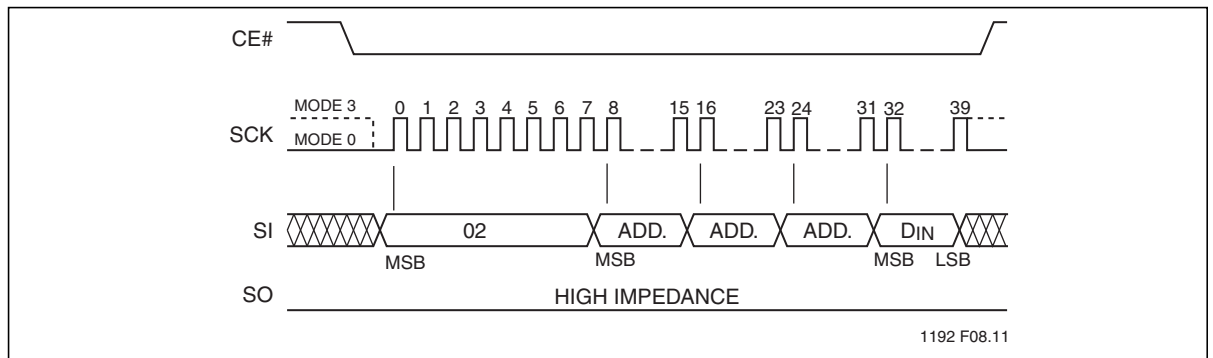 CE#
MODE 3 0 1 2 3 4 5 6 7 8 15 16 23 24 31 32 39
SCK MODE 0
SI 02 ADD. ADD. ADD. DIN
MSB MSB MSB LSB
SO HIGH IMPEDANCE
1192 F08.11